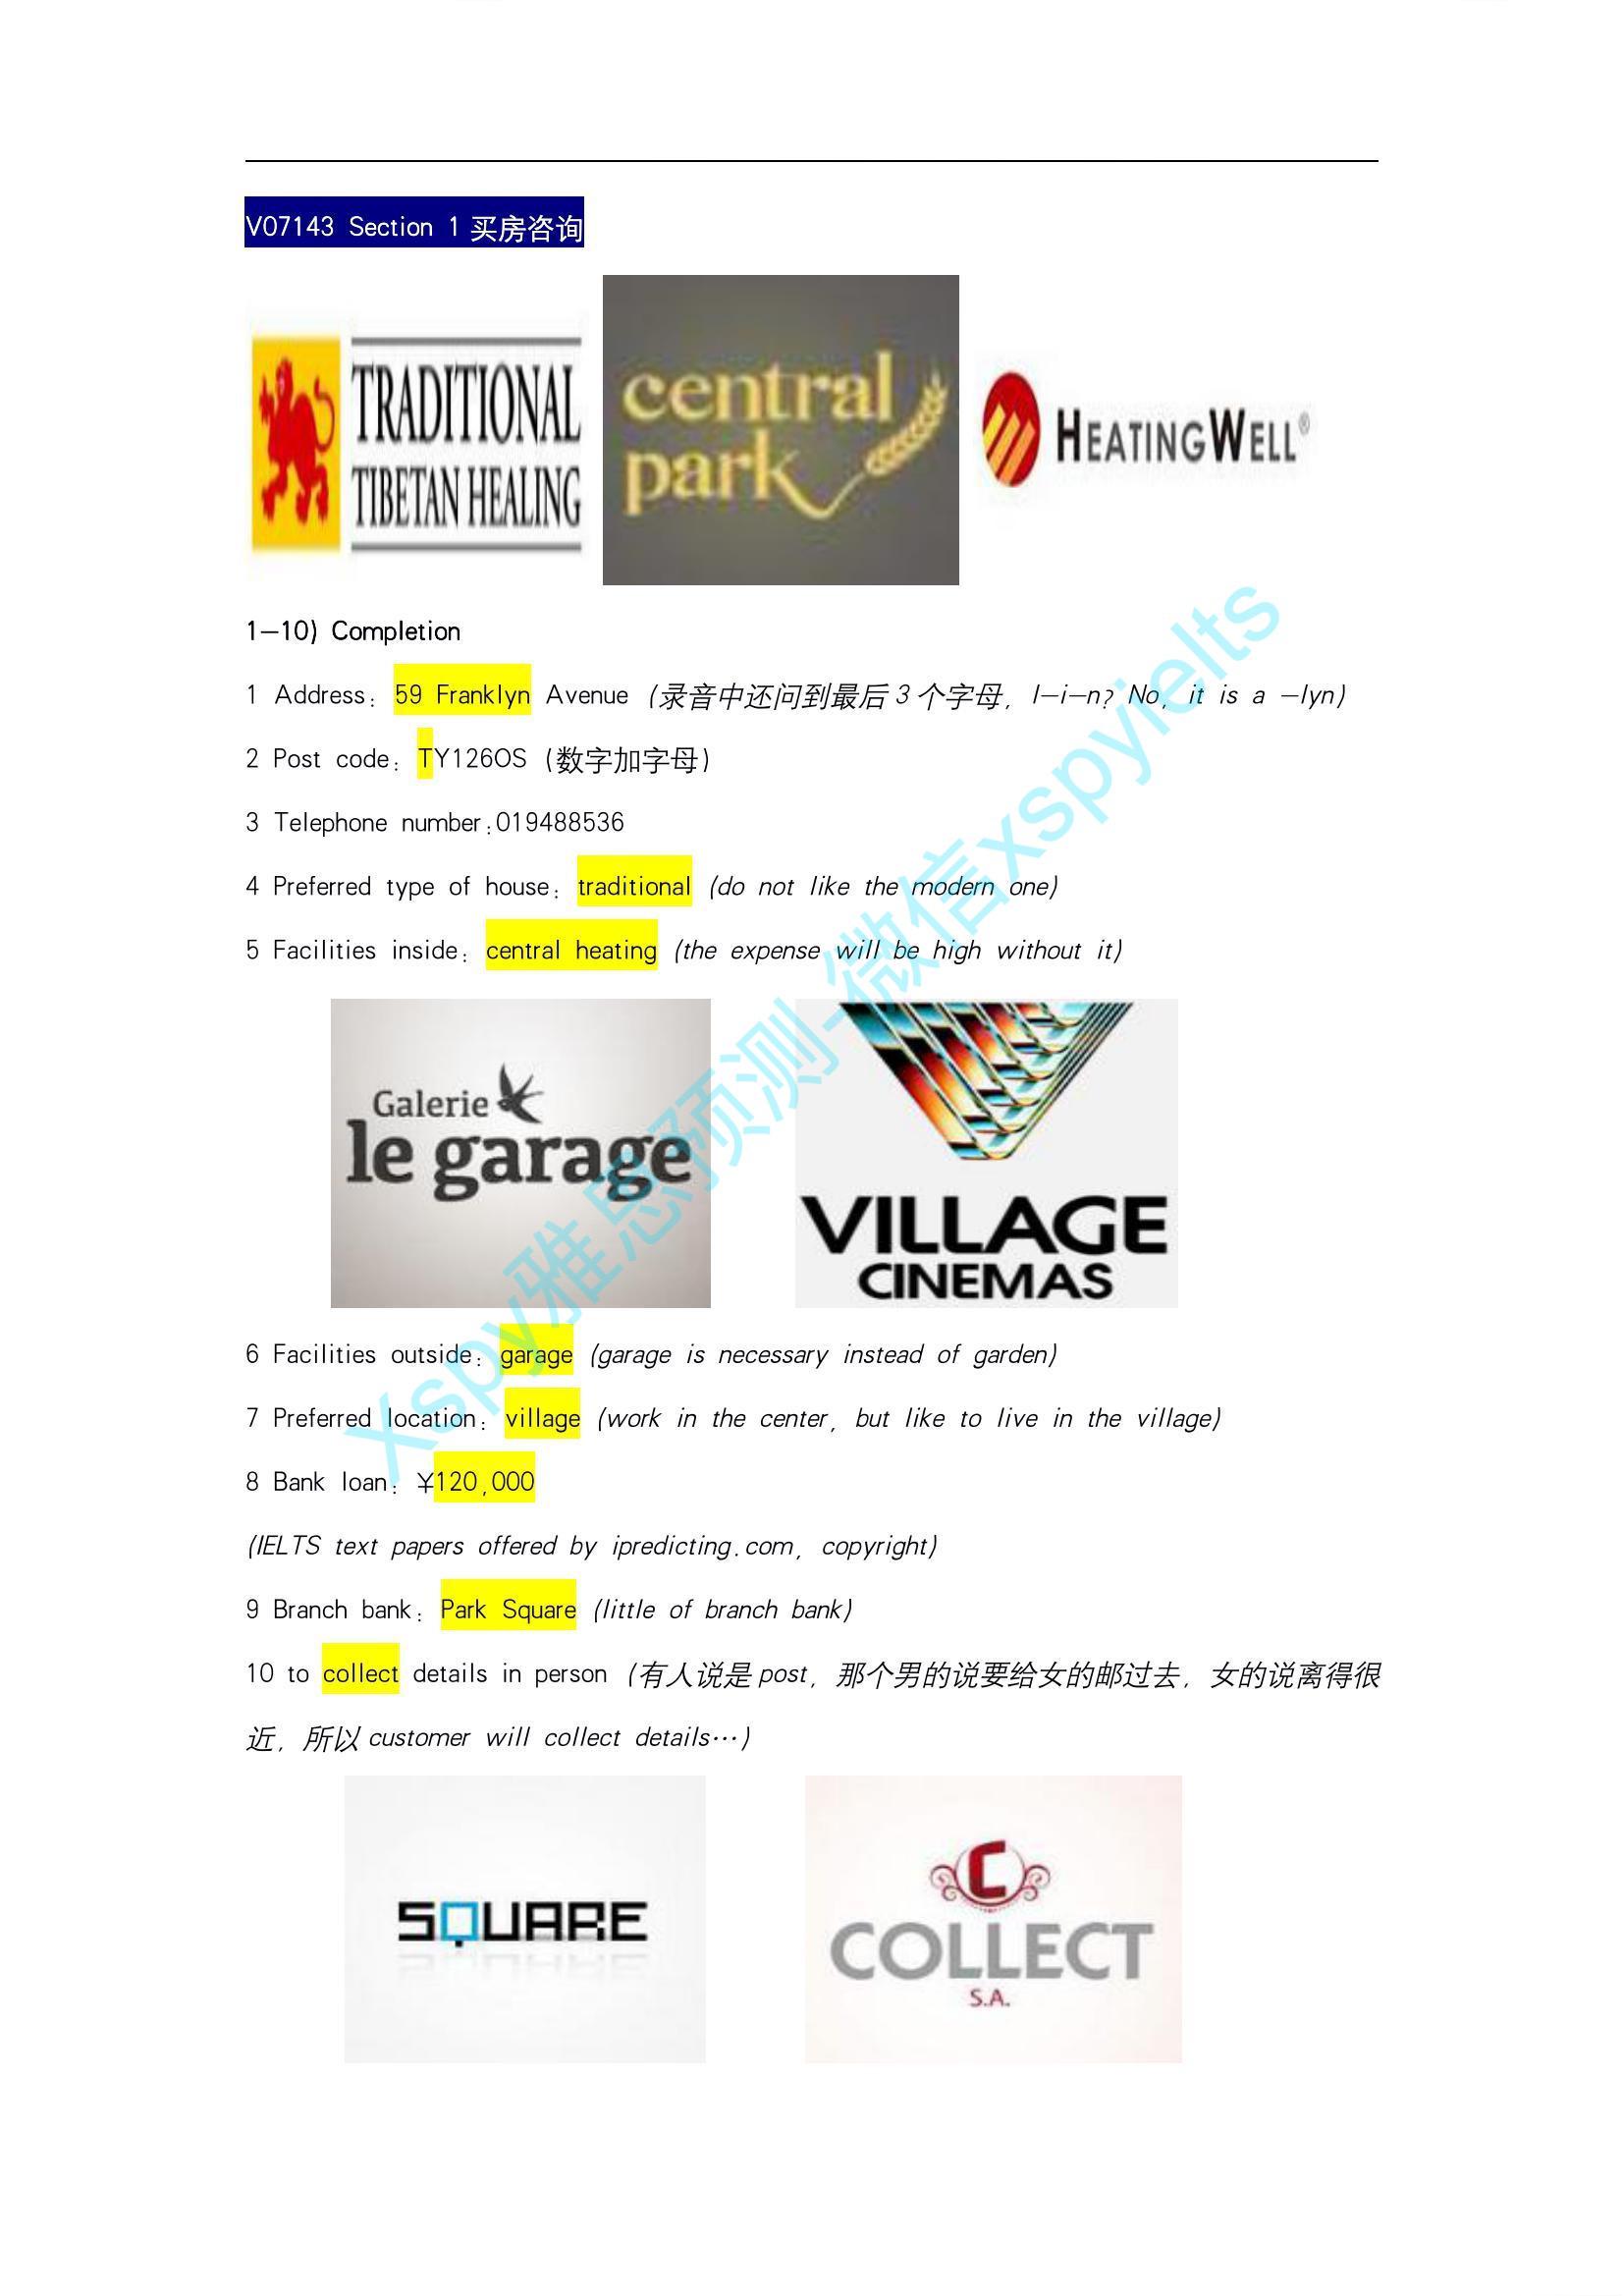 V07143 Section 1 买房咨询
TRADITIONAL
TIBETAN HEALING
central
park
HEATINGWELL®
1-10) Completion
1 Address: 59 Franklyn Avenue (录音中还问到最后 3 个字母, l-i-n? No, it is a -lyn)
2 Post code: TY126OS (数字加字母)
3 Telephone number:019488536
4 Preferred type of house: traditional (do not like the modern one)
5 Facilities inside: central heating (the expense will be high without it)
Galerie
le garage
VILLAGE
CINEMAS
6 Facilities outside: garage (garage is necessary instead of garden)
7 Preferred location: village (work in the center, but like to live in the village)
8 Bank loan: ¥120,000
(IELTS text papers offered by ipredicting.com, copyright)
9 Branch bank: Park Square (little of branch bank)
10 to collect details in person (有人说是 post, 那个男的说要给女的邮过去, 女的说离得很
近, 所以 customer will collect details…)
SQUARE
C
COLLECT
S.A.
Xspy雅思预测-微信xspyielts